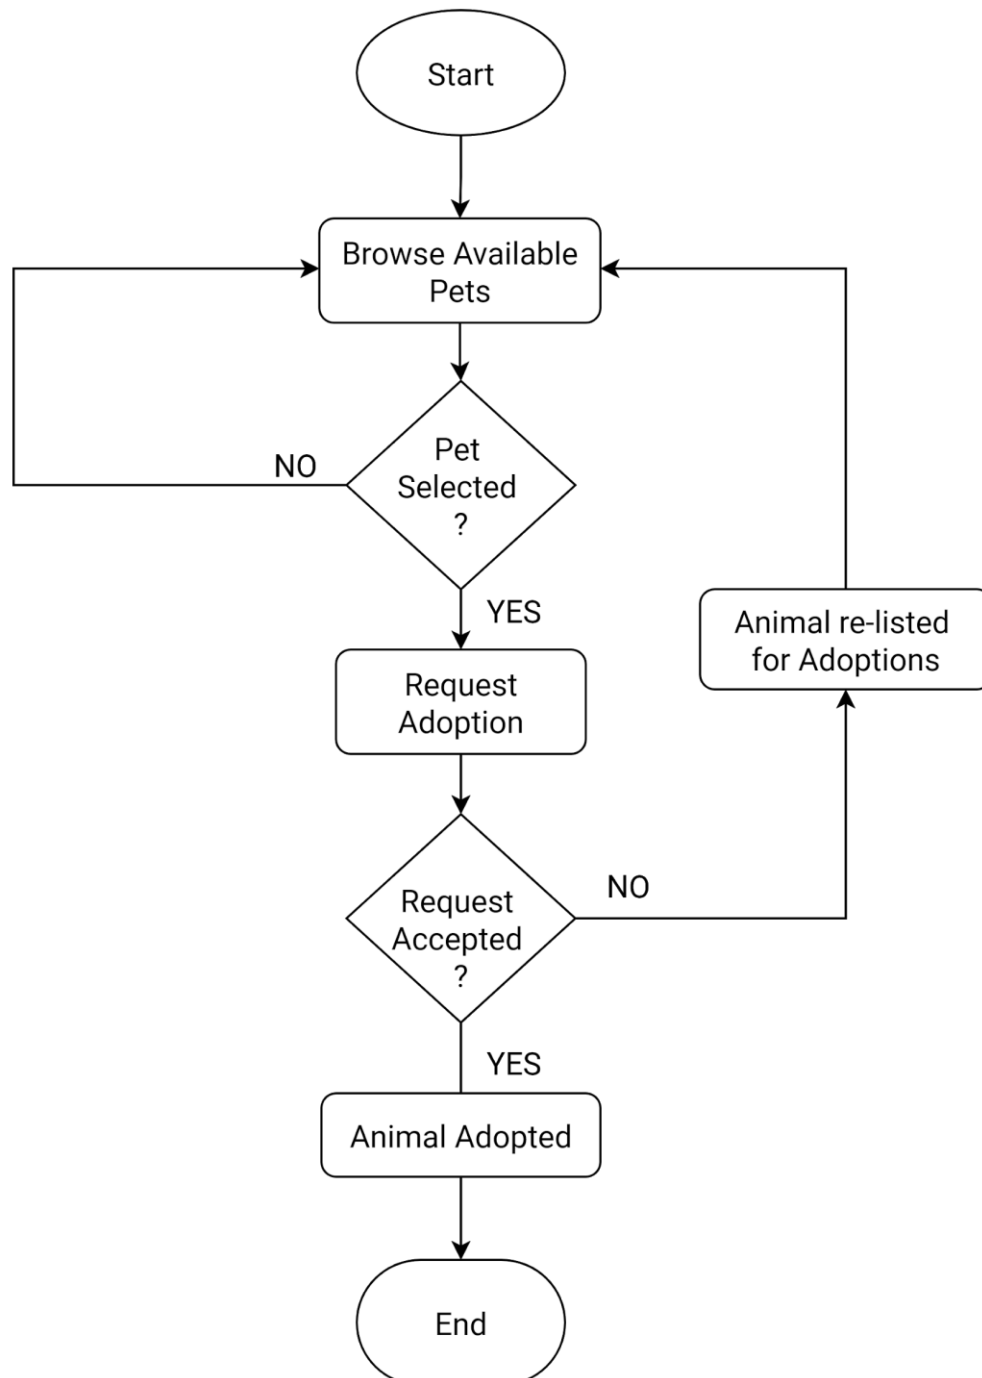 Start
Browse Available
Pets
Pet
Selected
?
NO
YES
Request
Adoption
Animal re-listed
for Adoptions
Request
Accepted
?
NO
YES
Animal Adopted
End